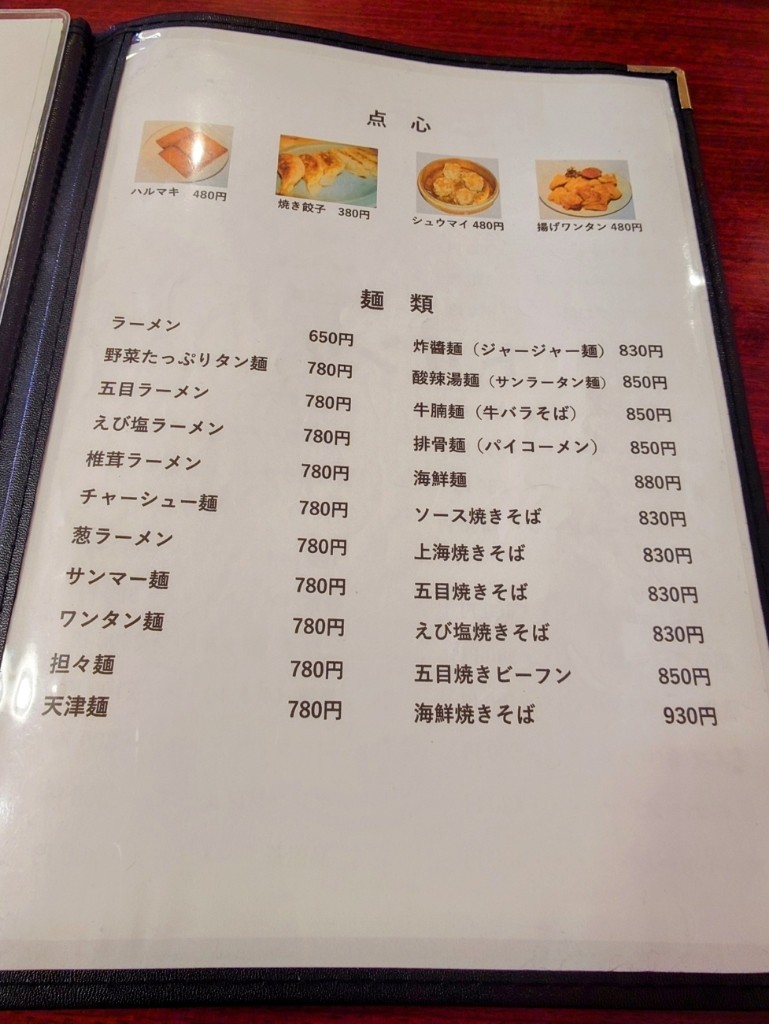 点心
ハルマキ 480円
焼き餃子 380円
シュウマイ 480円
揚げワンタン 480円
麺類
ラーメン 650円
野菜たっぷりタン麺 780円
五目ラーメン 780円
えび塩ラーメン 780円
椎茸ラーメン 780円
チャーシュー麺 780円
葱ラーメン 780円
サンマー麺 780円
ワンタン麺 780円
担々麺 780円
天津麺 780円
炸醬麺（ジャージャー麺） 830円
酸辣湯麺（サンラータン麺） 850円
牛腩麺（牛バラそば） 850円
排骨麺（パイコーメン） 850円
海鮮麺 880円
ソース焼きそば 830円
上海焼きそば 830円
五目焼きそば 830円
えび塩焼きそば 830円
五目焼きビーフン 850円
海鮮焼きそば 930円